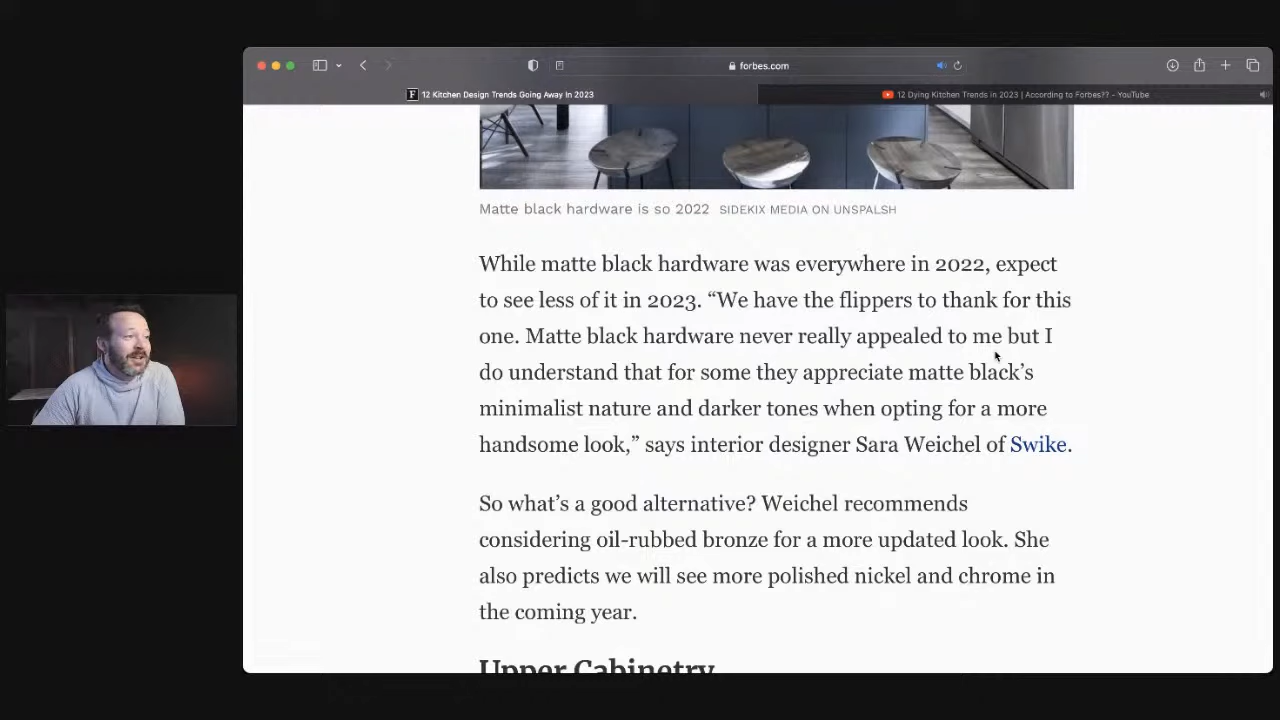 forbes.com
F 12 Kitchen Design Trends Going Away In 2023
12 Dying Kitchen Trends in 2023 | According to Forbes?? - YouTube
Matte black hardware is so 2022 SIDEKIX MEDIA ON UNSPALSH
While matte black hardware was everywhere in 2022, expect
to see less of it in 2023. “We have the flippers to thank for this
one. Matte black hardware never really appealed to me but I
do understand that for some they appreciate matte black’s
minimalist nature and darker tones when opting for a more
handsome look,” says interior designer Sara Weichel of Swike.
So what’s a good alternative? Weichel recommends
considering oil-rubbed bronze for a more updated look. She
also predicts we will see more polished nickel and chrome in
the coming year.
Upper Cabinetry